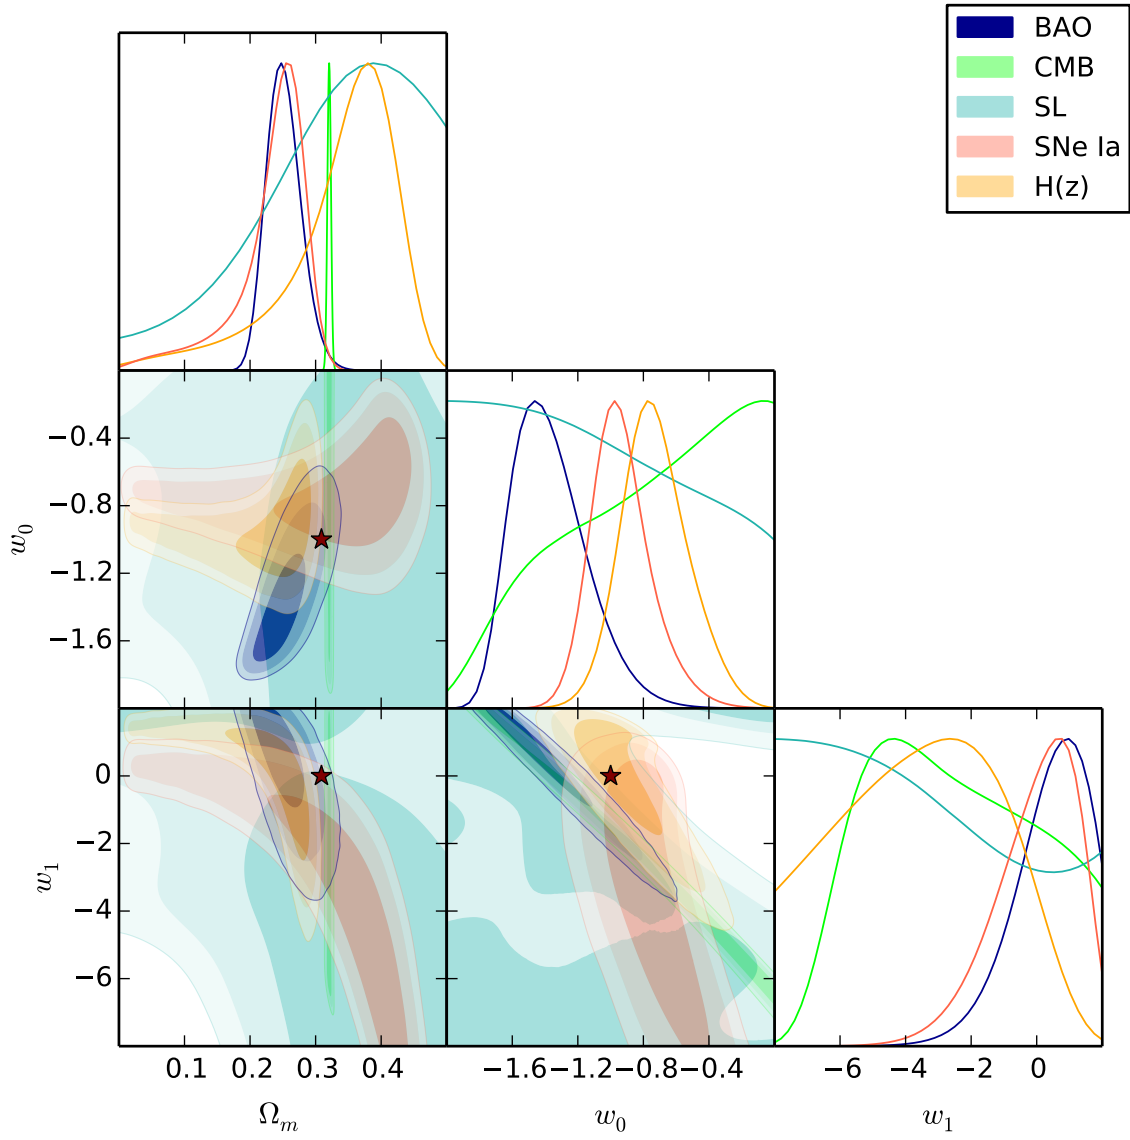 BAO
CMB
SL
SNe Ia
H(z)
−0.4
−0.8
−1.2
−1.6
w₀
0
−2
−4
−6
w₁
0.1 0.2 0.3 0.4
−1.6 −1.2 −0.8 −0.4
−6 −4 −2 0
Ωₘ w₀ w₁